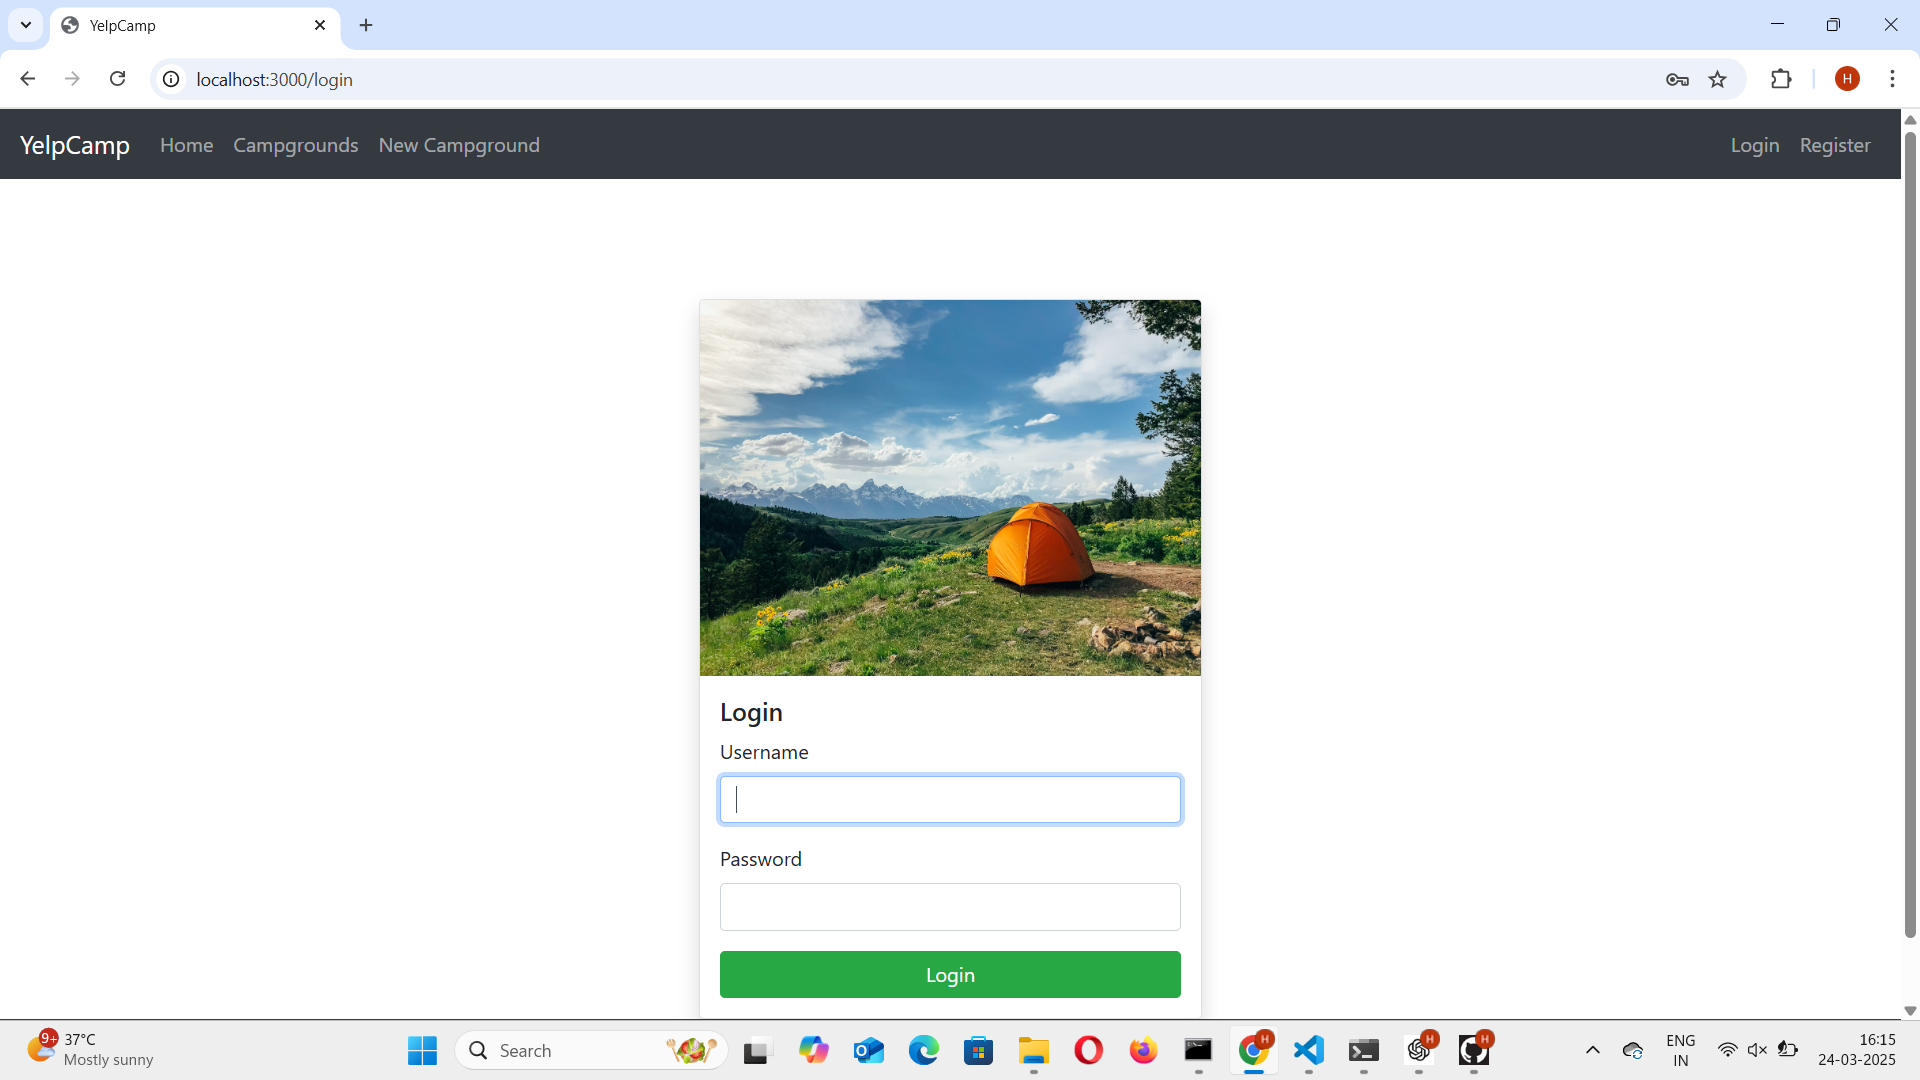 YelpCamp
localhost:3000/login
H
YelpCamp Home Campgrounds New Campground Login Register
Login
Username
Password
Login
9+ 37°C
Mostly sunny
Search
H
H
H
ENG
IN
16:15
24-03-2025